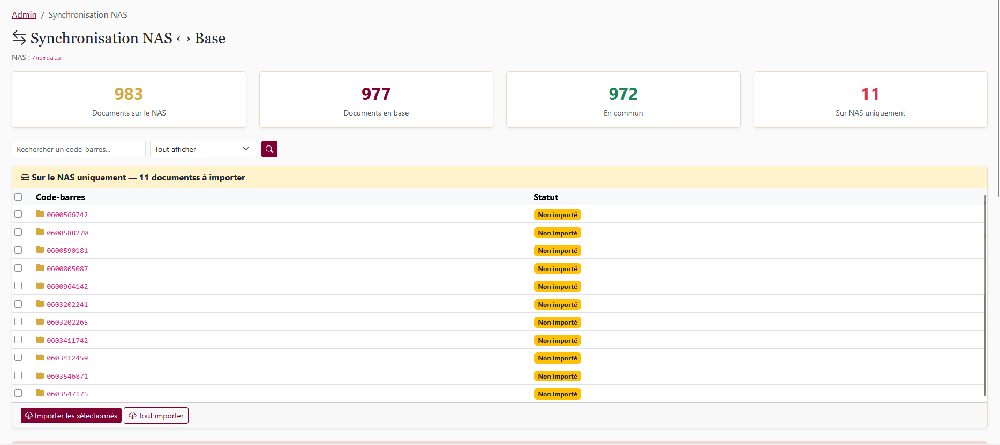 Admin / Synchronisation NAS
Synchronisation NAS ↔ Base
NAS : /numdata
983
Documents sur le NAS
977
Documents en base
972
En commun
11
Sur NAS uniquement
Rechercher un code-barres...
Tout afficher
Sur le NAS uniquement — 11 documentss à importer
Code-barres Statut
0600566742 Non importé
0600588270 Non importé
0600590181 Non importé
0600805087 Non importé
0600964142 Non importé
0603202241 Non importé
0603202265 Non importé
0603411742 Non importé
0603412459 Non importé
0603546871 Non importé
0603547175 Non importé
Importer les sélectionnés Tout importer